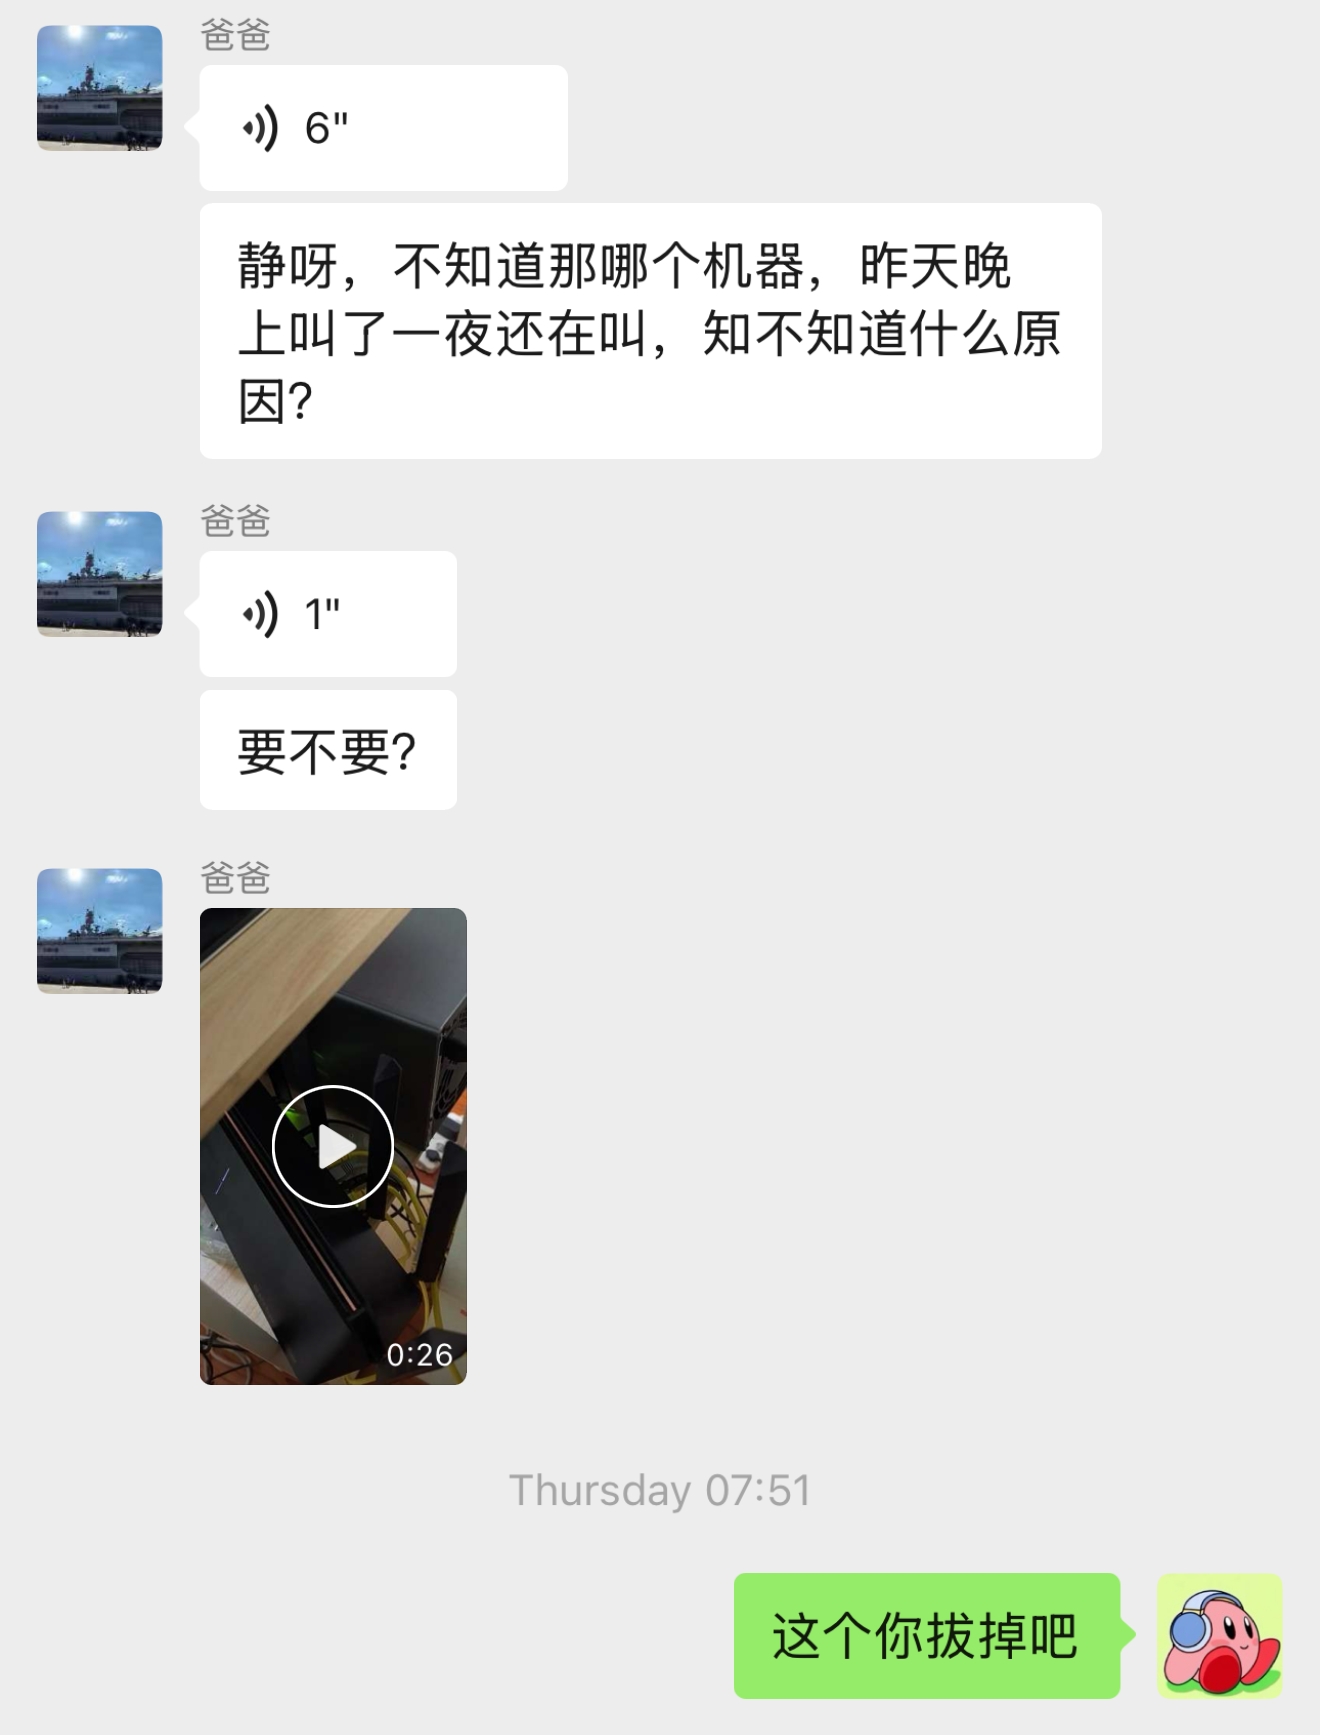 爸爸
6"
静呀，不知道那哪个机器，昨天晚
上叫了一夜还在叫，知不知道什么原
因?
爸爸
1"
要不要?
爸爸
0:26
Thursday 07:51
这个你拔掉吧